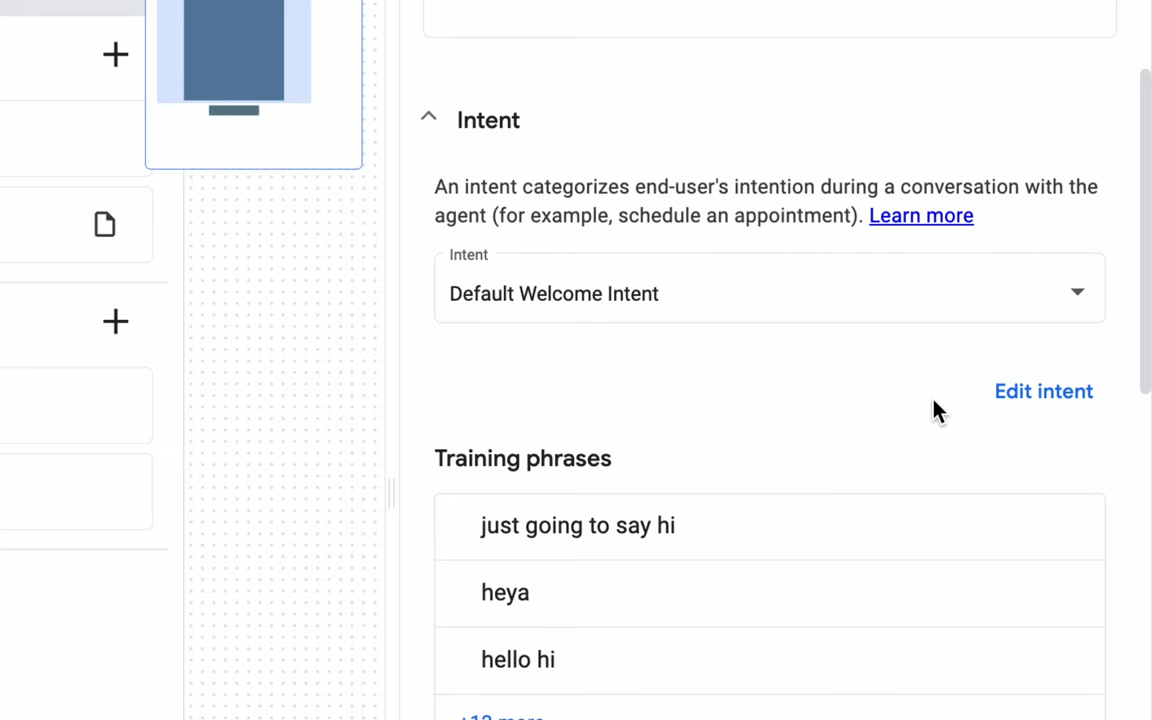 Intent
An intent categorizes end-user's intention during a conversation with the
agent (for example, schedule an appointment). Learn more
Intent
Default Welcome Intent
Edit intent
Training phrases
just going to say hi
heya
hello hi